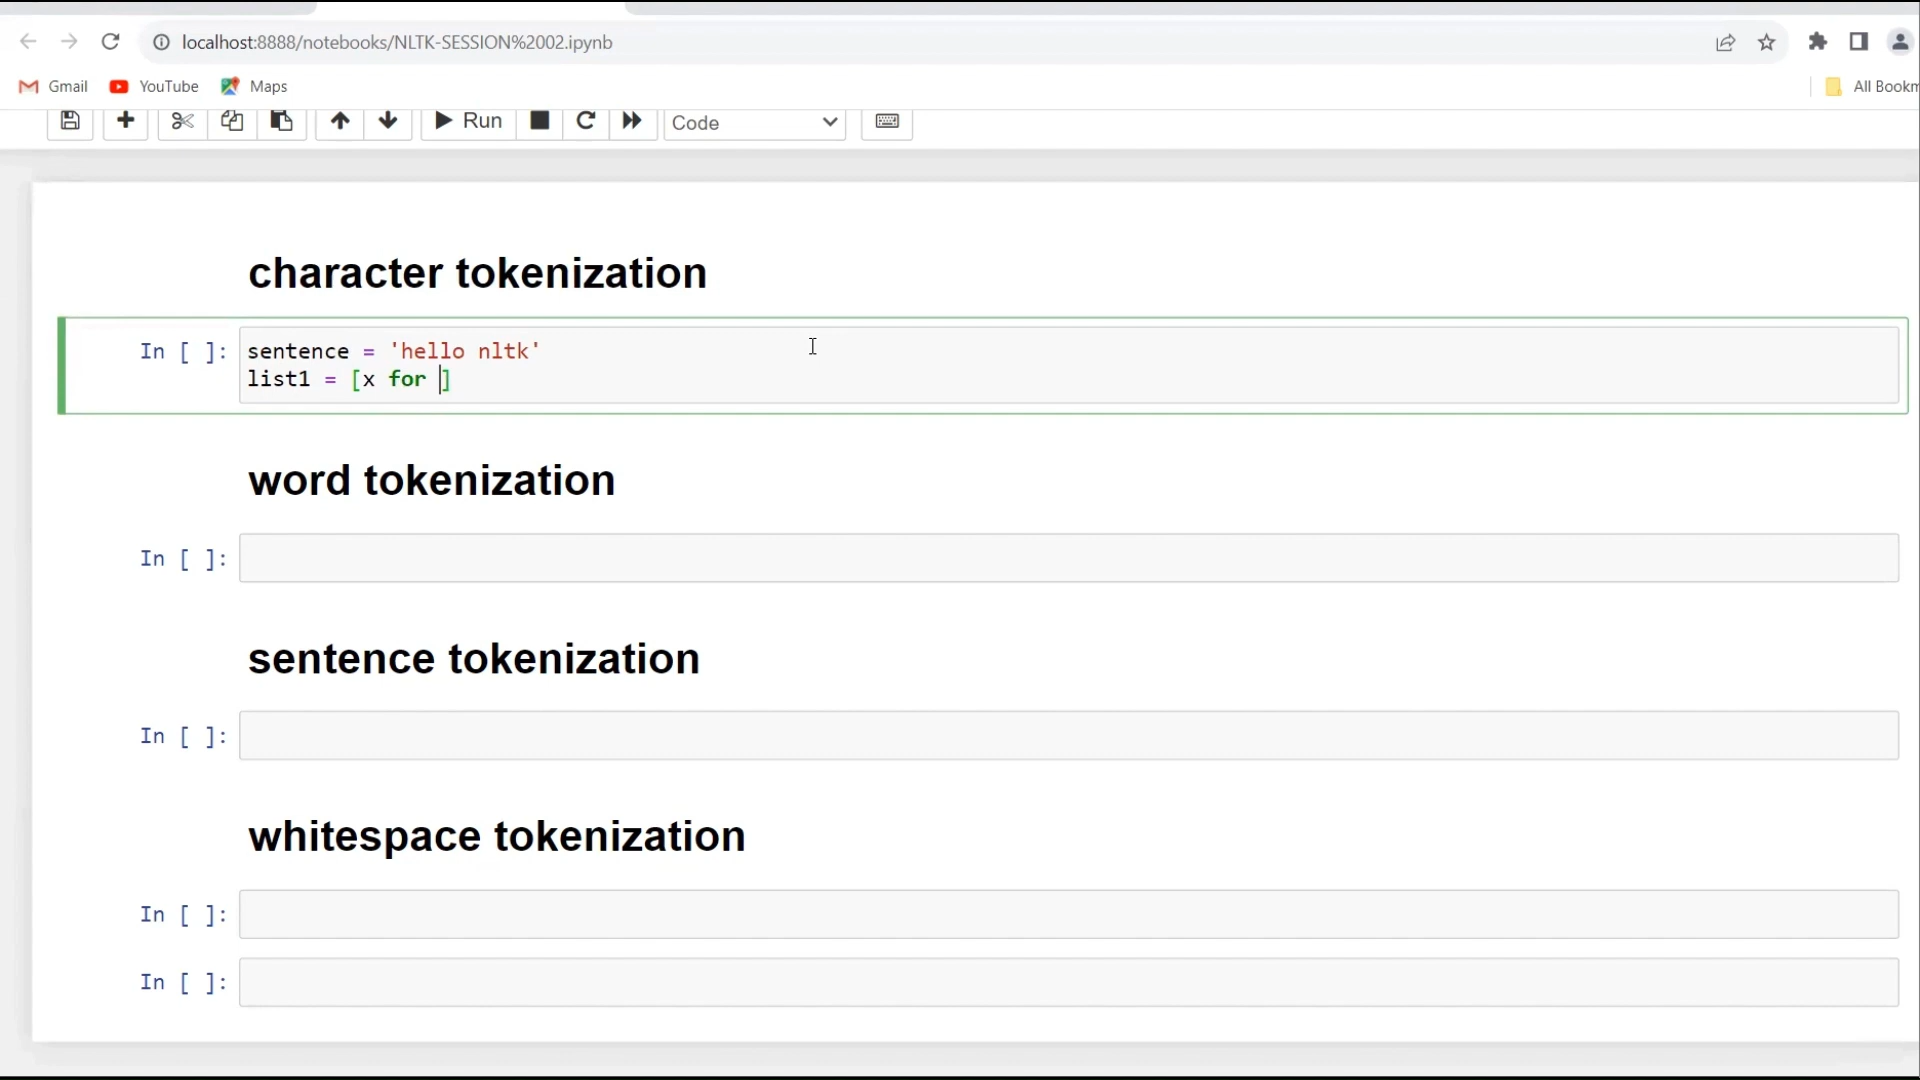 localhost:8888/notebooks/NLTK-SESSION%2002.ipynb
Gmail YouTube Maps All Bookm
Run Code
character tokenization
In [ ]: sentence = 'hello nltk'
list1 = [x for ]
word tokenization
In [ ]:
sentence tokenization
In [ ]:
whitespace tokenization
In [ ]:
In [ ]: